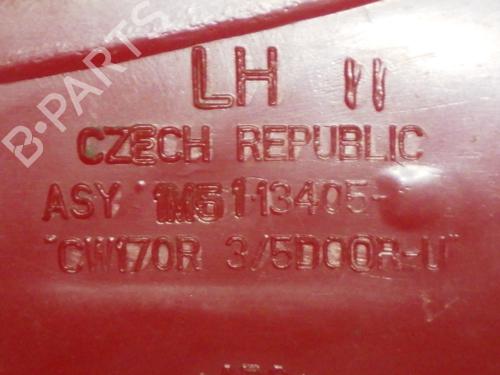 B-PARTS
LH
CZECH REPUBLIC
ASY 1M51-13405-
"CW170R 3/5DOOR-U"